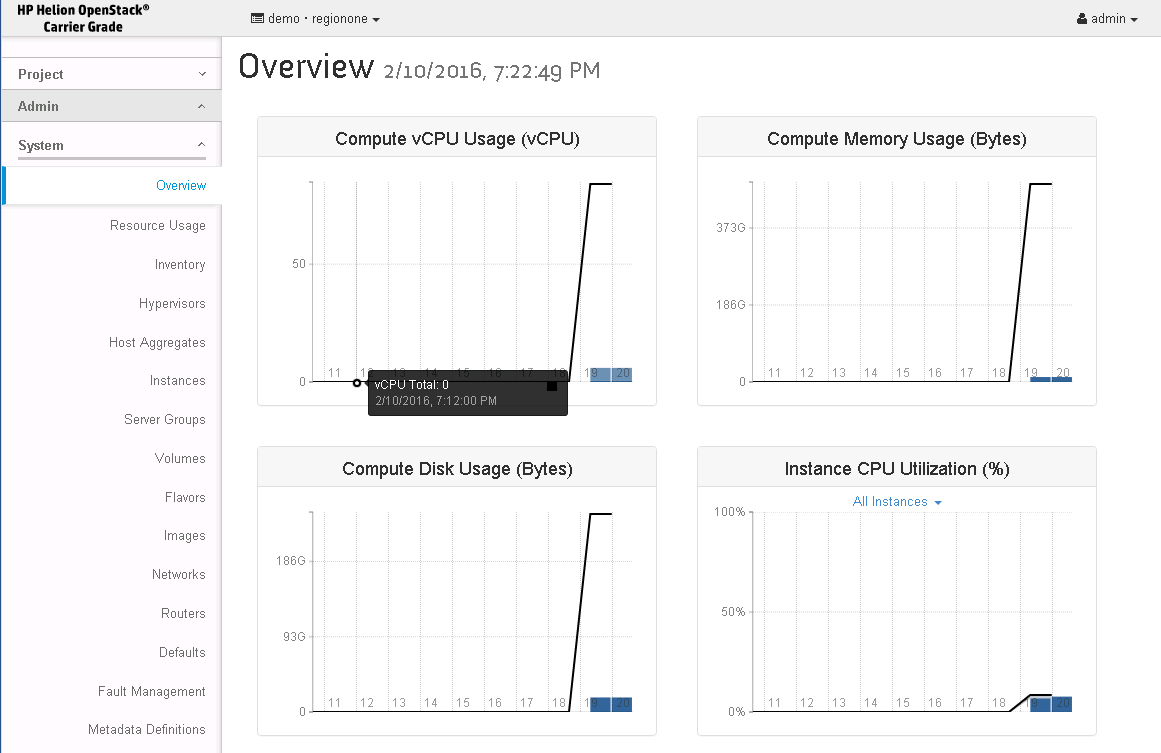 HP Helion OpenStack®
Carrier Grade
demo · regionone
admin
Project
Admin
System
Overview
Resource Usage
Inventory
Hypervisors
Host Aggregates
Instances
Server Groups
Volumes
Flavors
Images
Networks
Routers
Defaults
Fault Management
Metadata Definitions
Overview 2/10/2016, 7:22:49 PM
Compute vCPU Usage (vCPU)
50
0
11 12 13 14 15 16 17 18 19 20
vCPU Total: 0
2/10/2016, 7:12:00 PM
Compute Memory Usage (Bytes)
373G
186G
0
11 12 13 14 15 16 17 18 19 20
Compute Disk Usage (Bytes)
186G
93G
0
11 12 13 14 15 16 17 18 19 20
Instance CPU Utilization (%)
All Instances
100%
50%
0%
11 12 13 14 15 16 17 18 19 20